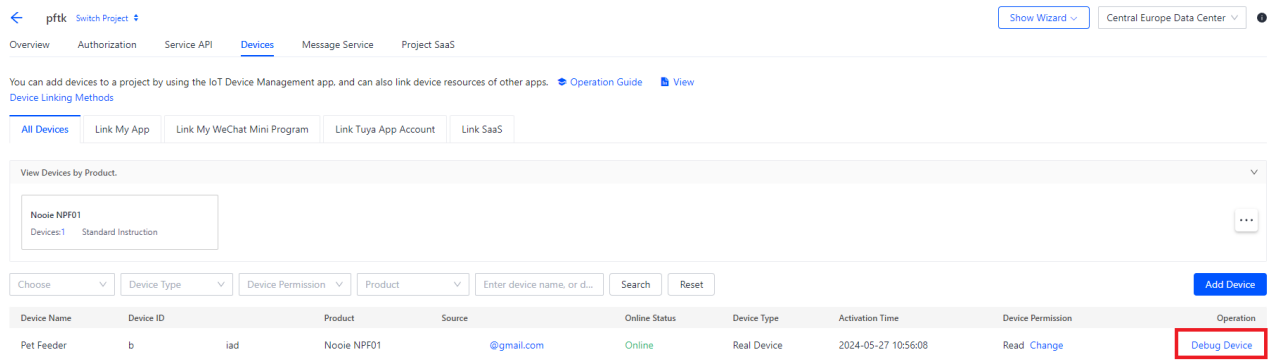 pftk Switch Project Show Wizard Central Europe Data Center
Overview Authorization Service API Devices Message Service Project SaaS
You can add devices to a project by using the IoT Device Management app, and can also link device resources of other apps. Operation Guide View
Device Linking Methods
All Devices Link My App Link My WeChat Mini Program Link Tuya App Account Link SaaS
View Devices by Product.
Nooie NPF01
Devices:1 Standard Instruction
Choose Device Type Device Permission Product Enter device name, or d... Search Reset Add Device
Device Name Device ID Product Source Online Status Device Type Activation Time Device Permission Operation
Pet Feeder b iad Nooie NPF01 @gmail.com Online Real Device 2024-05-27 10:56:08 Read Change Debug Device